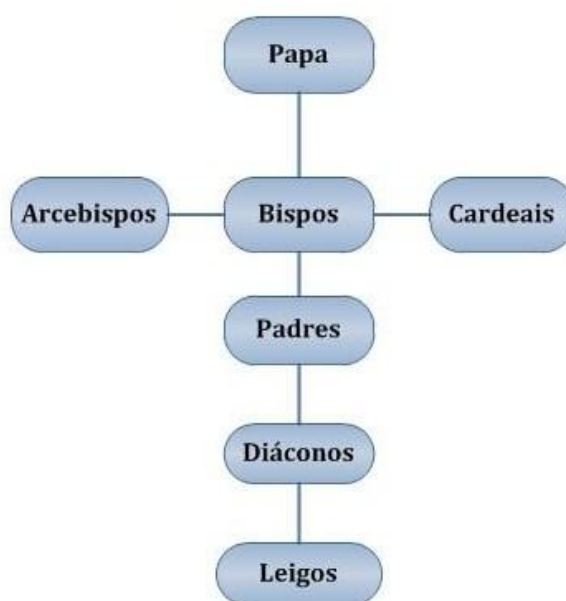 Papa
Arcebispos
Bispos
Cardeais
Padres
Diáconos
Leigos